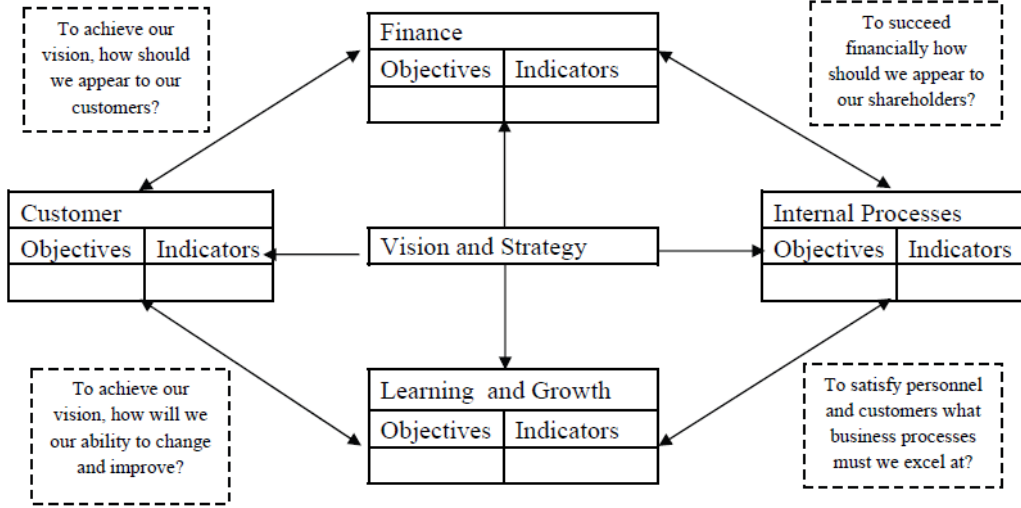 To achieve our
vision, how should
we appear to our
customers?
Finance
Objectives Indicators
To succeed
financially how
should we appear to
our shareholders?
Customer
Objectives Indicators
Vision and Strategy
Internal Processes
Objectives Indicators
To achieve our
vision, how will we
our ability to change
and improve?
Learning and Growth
Objectives Indicators
To satisfy personnel
and customers what
business processes
must we excel at?